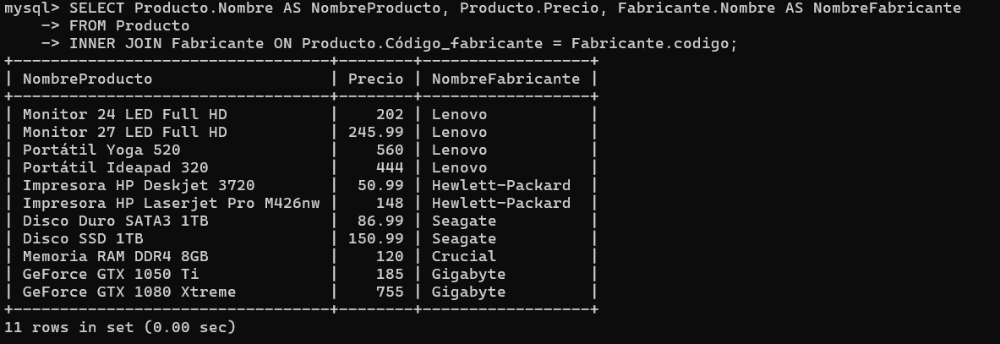 mysql> SELECT Producto.Nombre AS NombreProducto, Producto.Precio, Fabricante.Nombre AS NombreFabricante
    -> FROM Producto
    -> INNER JOIN Fabricante ON Producto.Código_fabricante = Fabricante.codigo;
+----------------------------------+--------+------------------+
| NombreProducto                   | Precio | NombreFabricante |
+----------------------------------+--------+------------------+
| Monitor 24 LED Full HD           |    202 | Lenovo           |
| Monitor 27 LED Full HD           | 245.99 | Lenovo           |
| Portátil Yoga 520                |    560 | Lenovo           |
| Portátil Ideapad 320             |    444 | Lenovo           |
| Impresora HP Deskjet 3720        |  50.99 | Hewlett-Packard  |
| Impresora HP Laserjet Pro M426nw |    148 | Hewlett-Packard  |
| Disco Duro SATA3 1TB             |  86.99 | Seagate          |
| Disco SSD 1TB                    | 150.99 | Seagate          |
| Memoria RAM DDR4 8GB             |    120 | Crucial          |
| GeForce GTX 1050 Ti              |    185 | Gigabyte         |
| GeForce GTX 1080 Xtreme          |    755 | Gigabyte         |
+----------------------------------+--------+------------------+
11 rows in set (0.00 sec)